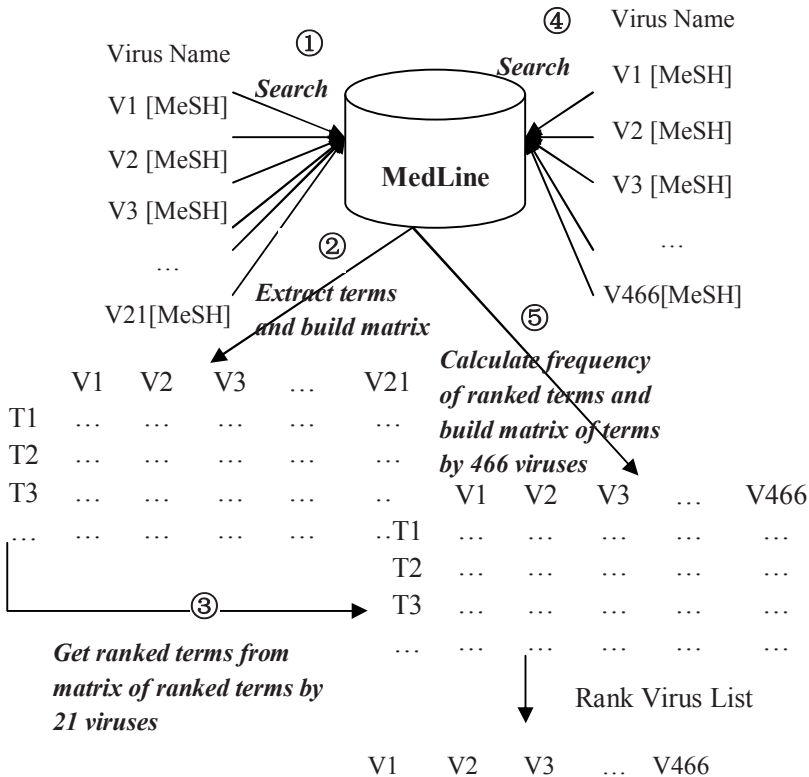 ①
Virus Name
Search
V1 [MeSH]
V2 [MeSH]
V3 [MeSH]
…
V21[MeSH]
MedLine
④
Virus Name
Search
V1 [MeSH]
V2 [MeSH]
V3 [MeSH]
…
V466[MeSH]
②
Extract terms
and build matrix
V1 V2 V3 … V21
T1 … … … … …
T2 … … … … …
T3 … … … … ..
… … … … … ..
⑤
Calculate frequency
of ranked terms and
build matrix of terms
by 466 viruses
V1 V2 V3 … V466
T1 … … … … …
T2 … … … … …
T3 … … … … …
… … … … … …
③
Get ranked terms from
matrix of ranked terms by
21 viruses
Rank Virus List
V1 V2 V3 … V466